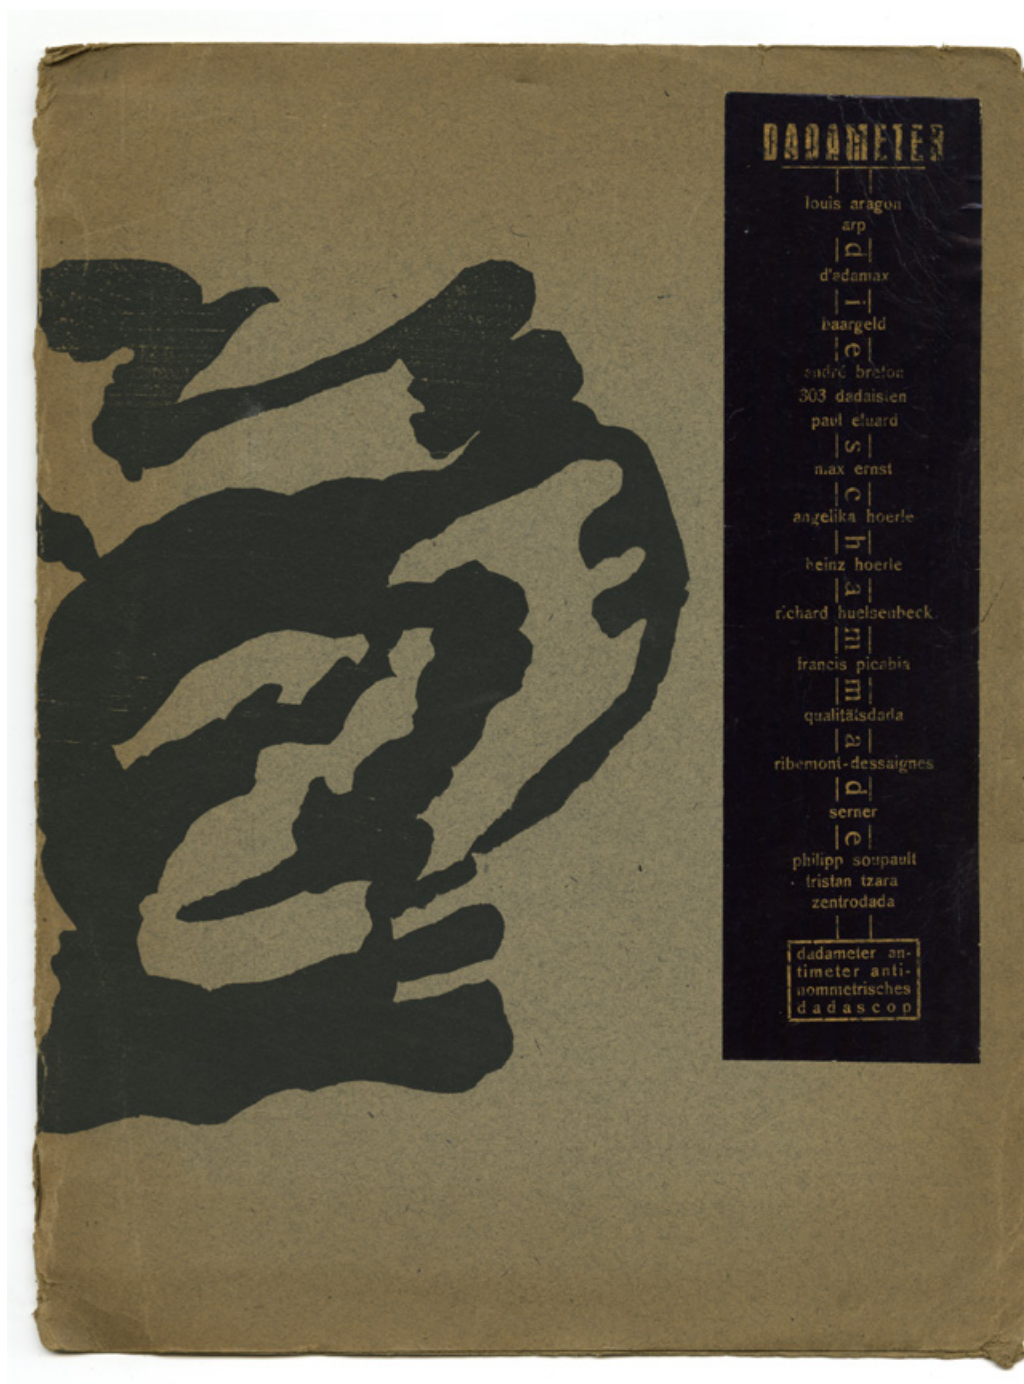 DADAMETER
louis aragon
arp
d
d'adamax
i
baargeld
e
andré breton
303 dadaisten
paul eluard
s
max ernst
c
angelika hoerle
h
heinz hoerle
a
richard huelsenbeck
m
francis picabia
m
qualitätsdada
a
ribemont-dessaignes
d
serner
e
philipp soupault
tristan tzara
zentrodada
dadameter an-
timeter anti-
nommetrisches
dadascop